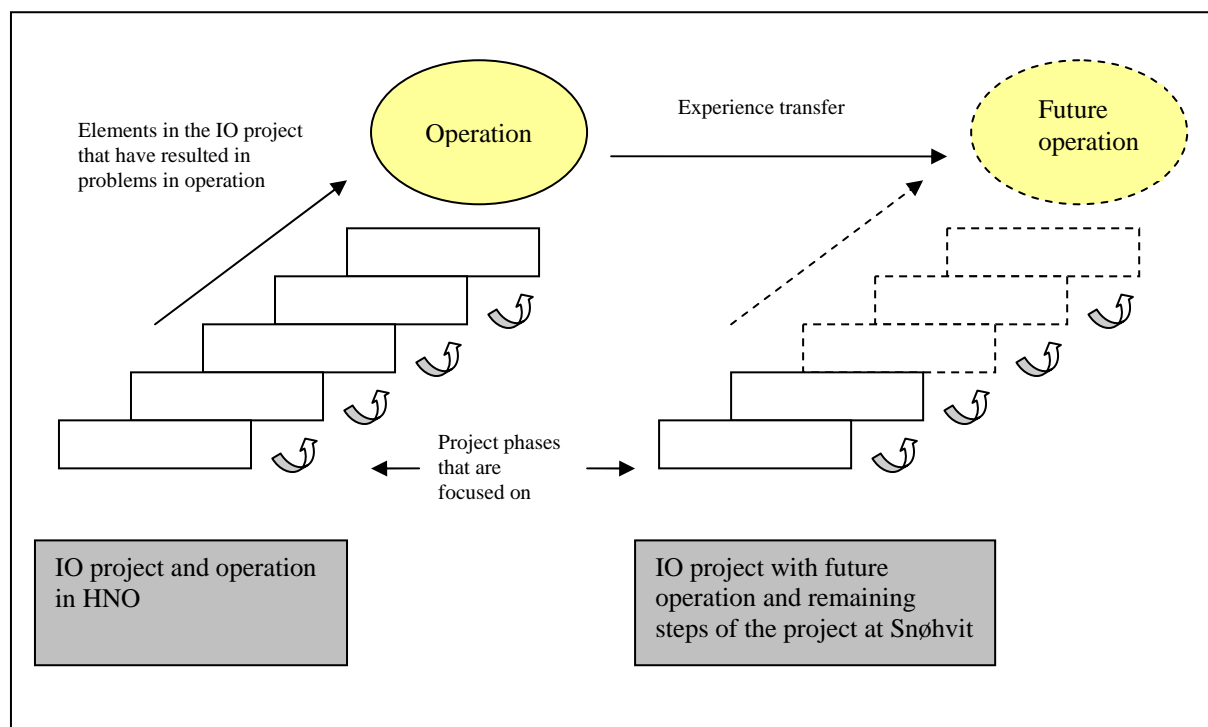 Elements in the IO project
that have resulted in
problems in operation
Operation
Experience transfer
Future
operation
Project phases
that are
focused on
IO project and operation
in HNO
IO project with future
operation and remaining
steps of the project at Snøhvit